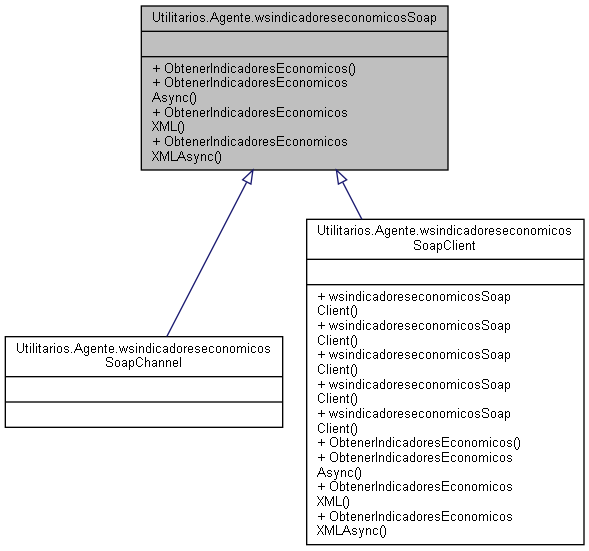 Utilitarios.Agente.wsindicadoreseconomicosSoap
+ ObtenerIndicadoresEconomicos()
+ ObtenerIndicadoresEconomicos
Async()
+ ObtenerIndicadoresEconomicos
XML()
+ ObtenerIndicadoresEconomicos
XMLAsync()
Utilitarios.Agente.wsindicadoreseconomicos
SoapChannel
Utilitarios.Agente.wsindicadoreseconomicos
SoapClient
+ wsindicadoreseconomicosSoap
Client()
+ wsindicadoreseconomicosSoap
Client()
+ wsindicadoreseconomicosSoap
Client()
+ wsindicadoreseconomicosSoap
Client()
+ wsindicadoreseconomicosSoap
Client()
+ ObtenerIndicadoresEconomicos()
+ ObtenerIndicadoresEconomicos
Async()
+ ObtenerIndicadoresEconomicos
XML()
+ ObtenerIndicadoresEconomicos
XMLAsync()